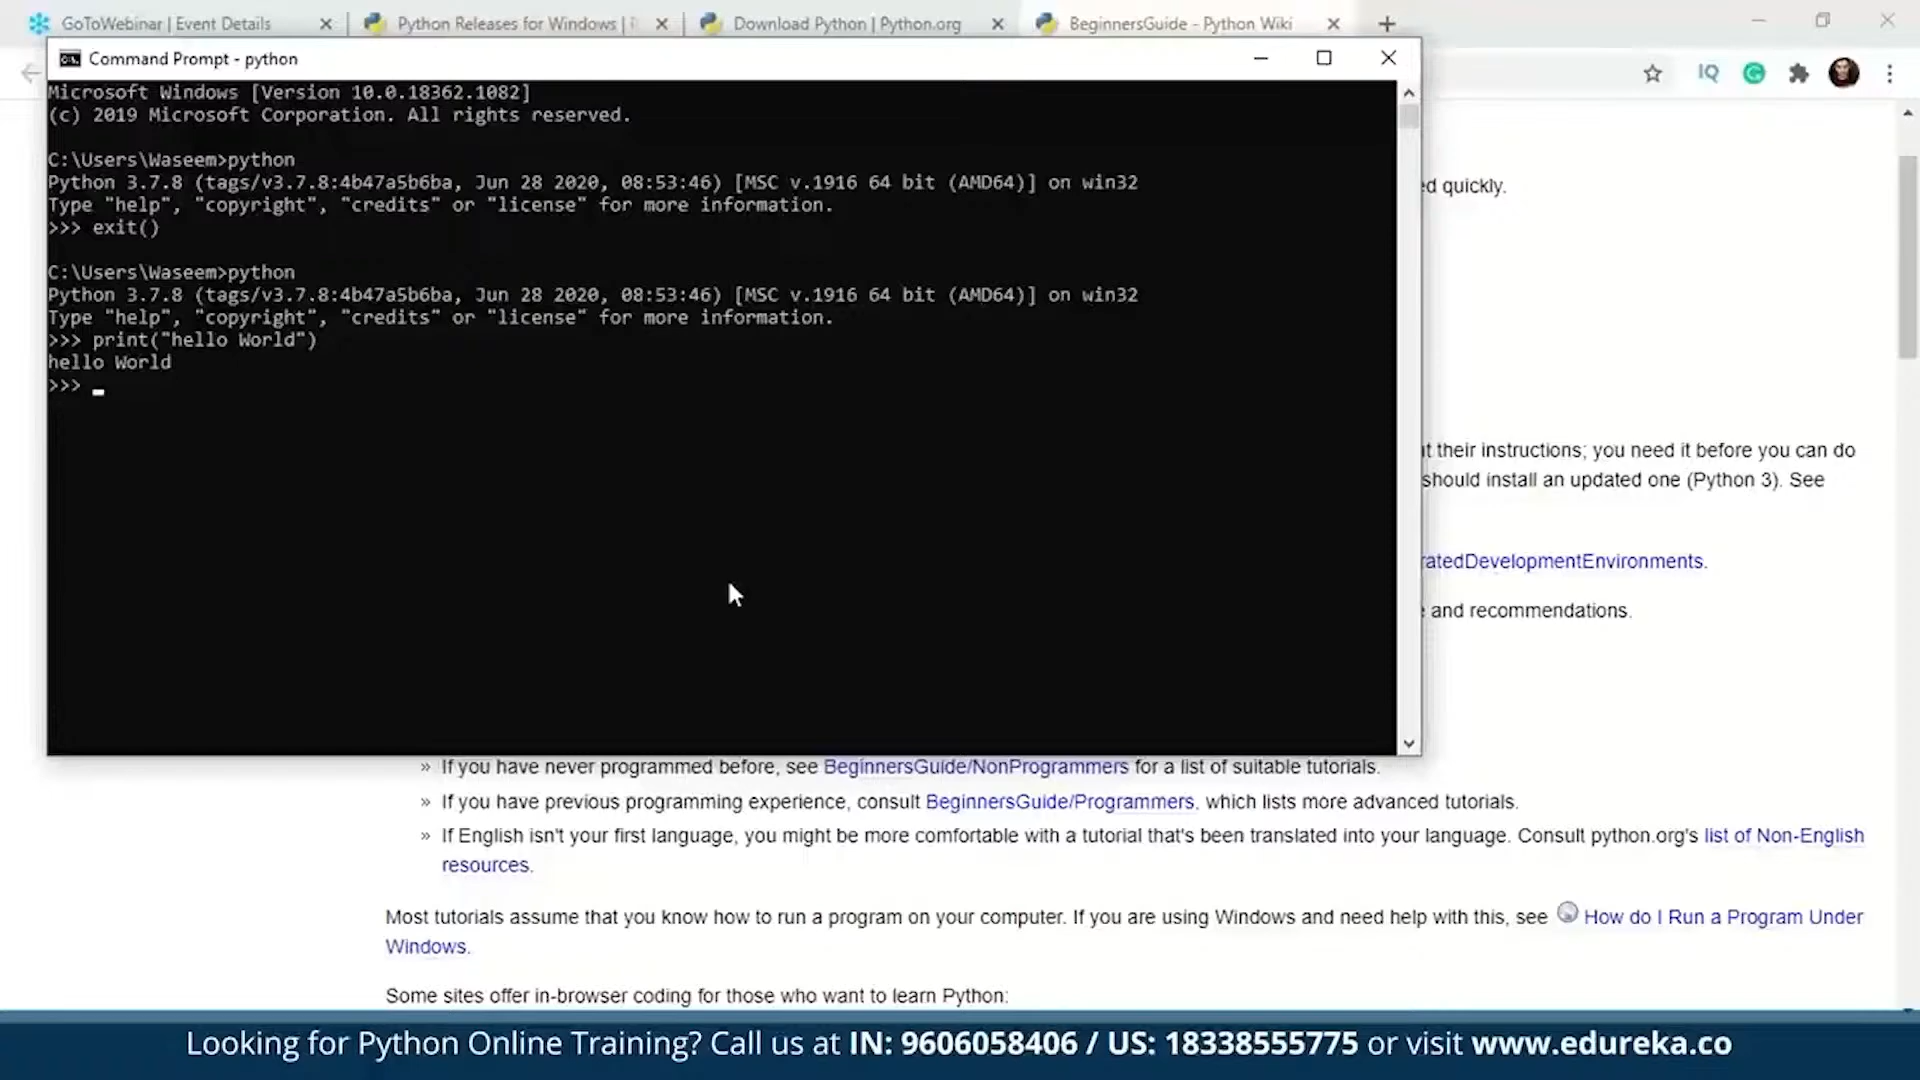 GoToWebinar | Event Details
Python Releases for Windows |
Download Python | Python.org
BeginnersGuide - Python Wiki
Command Prompt - python
IQ
Microsoft Windows [Version 10.0.18362.1082]
(c) 2019 Microsoft Corporation. All rights reserved.
C:\Users\Waseem>python
Python 3.7.8 (tags/v3.7.8:4b47a5b6ba, Jun 28 2020, 08:53:46) [MSC v.1916 64 bit (AMD64)] on win32
Type "help", "copyright", "credits" or "license" for more information.
>>> exit()
C:\Users\Waseem>python
Python 3.7.8 (tags/v3.7.8:4b47a5b6ba, Jun 28 2020, 08:53:46) [MSC v.1916 64 bit (AMD64)] on win32
Type "help", "copyright", "credits" or "license" for more information.
>>> print("hello World")
hello World
>>> _
quickly.
their instructions; you need it before you can do
should install an updated one (Python 3). See
ratedDevelopmentEnvironments.
and recommendations.
» If you have never programmed before, see BeginnersGuide/NonProgrammers for a list of suitable tutorials.
» If you have previous programming experience, consult BeginnersGuide/Programmers, which lists more advanced tutorials.
» If English isn't your first language, you might be more comfortable with a tutorial that's been translated into your language. Consult python.org's list of Non-English
resources.
Most tutorials assume that you know how to run a program on your computer. If you are using Windows and need help with this, see How do I Run a Program Under
Windows.
Some sites offer in-browser coding for those who want to learn Python:
Looking for Python Online Training? Call us at IN: 9606058406 / US: 18338555775 or visit www.edureka.co